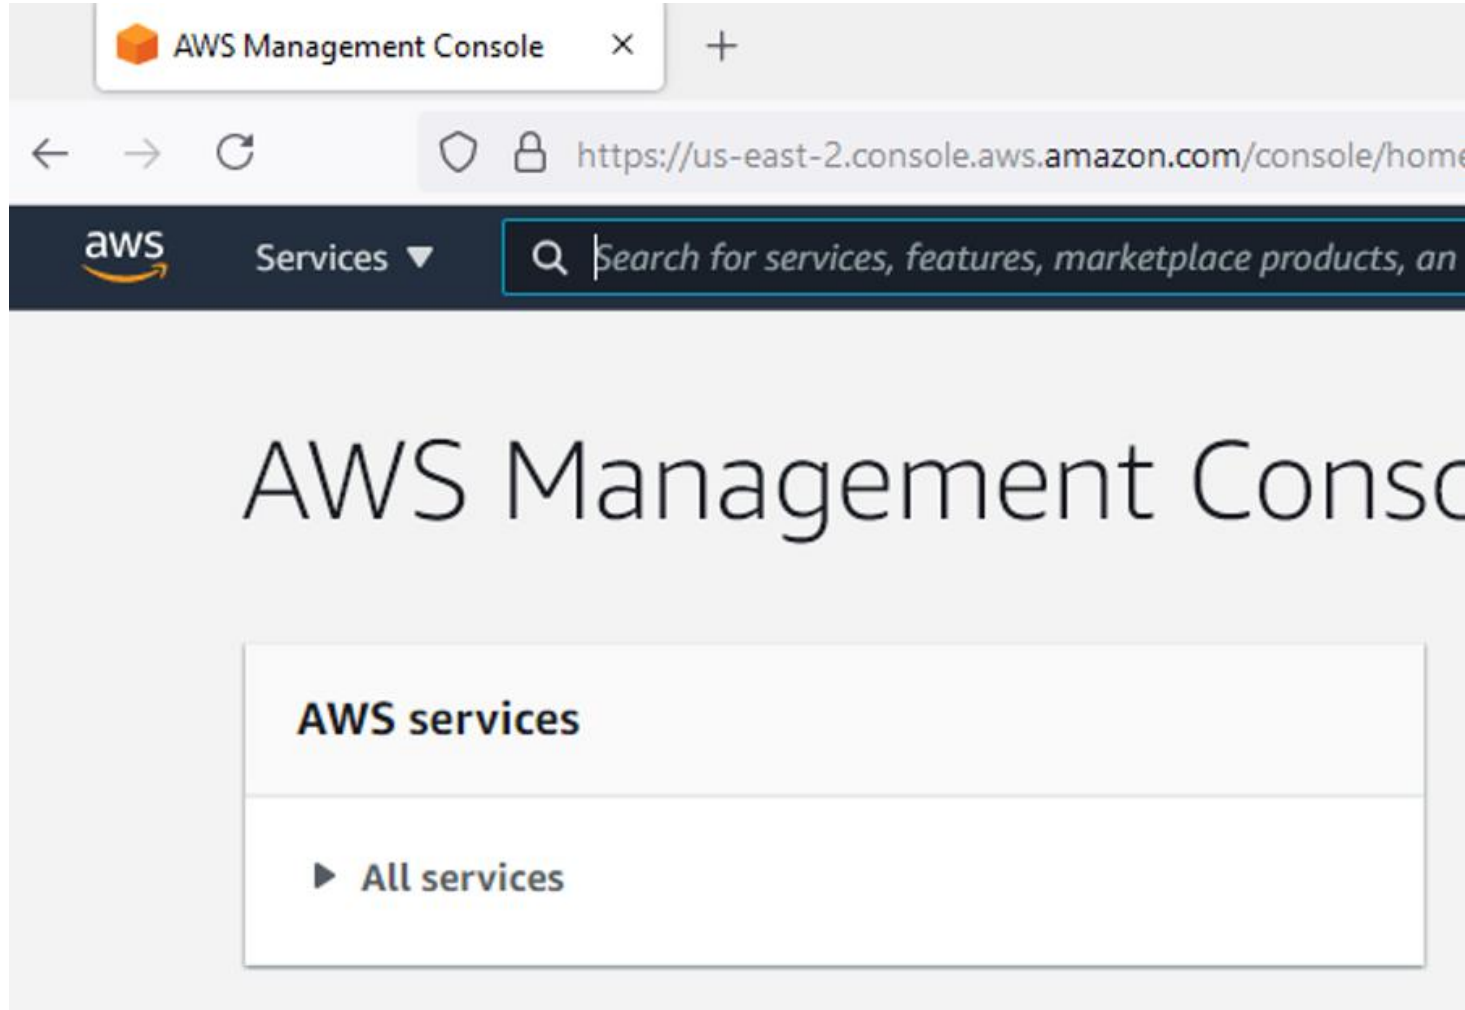 AWS Management Console
https://us-east-2.console.aws.amazon.com/console/home
aws Services Search for services, features, marketplace products, an
AWS Management Conso
AWS services
All services